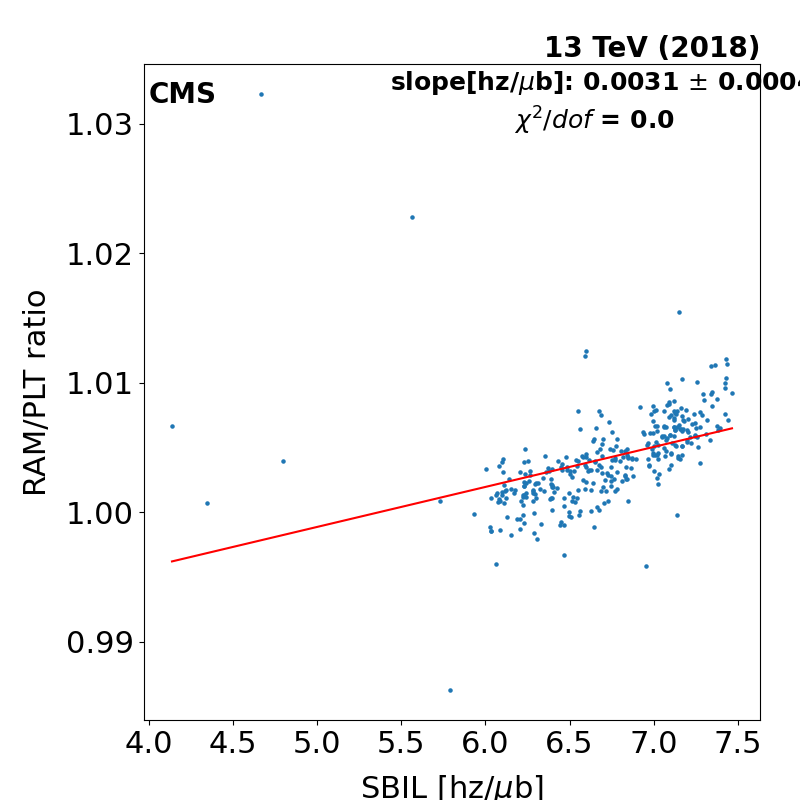 13 TeV (2018)
CMS
slope[hz/μb]: 0.0031 ± 0.0004
χ²/dof = 0.0
RAM/PLT ratio
1.03
1.02
1.01
1.00
0.99
4.0 4.5 5.0 5.5 6.0 6.5 7.0 7.5
SBIL [hz/μb]